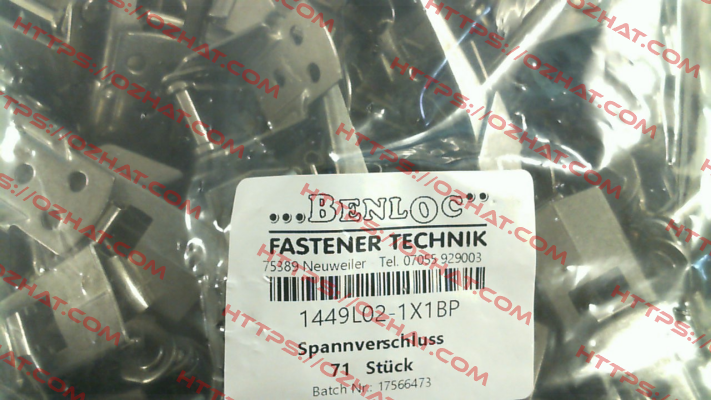 ...BENLOC"
FASTENER TECHNIK
75389 Neuweiler Tel. 07055 929003
1449L02-1X1BP
Spannverschluss
71 Stück
Batch Nr: 17566473
HTTPS://OZHAT.COM